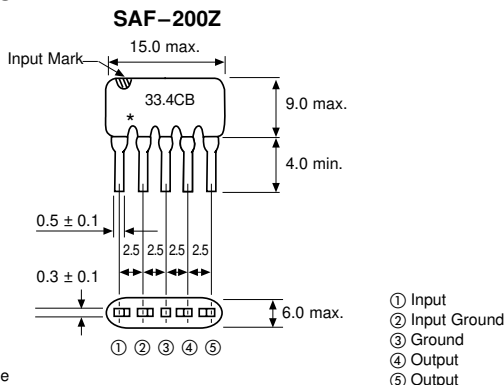 SAF–200Z
15.0 max.
Input Mark
33.4CB
*
9.0 max.
4.0 min.
0.5 ± 0.1
2.5 2.5 2.5 2.5
0.3 ± 0.1
6.0 max.
① ② ③ ④ ⑤
① Input
② Input Ground
③ Ground
④ Output
⑤ Output
e